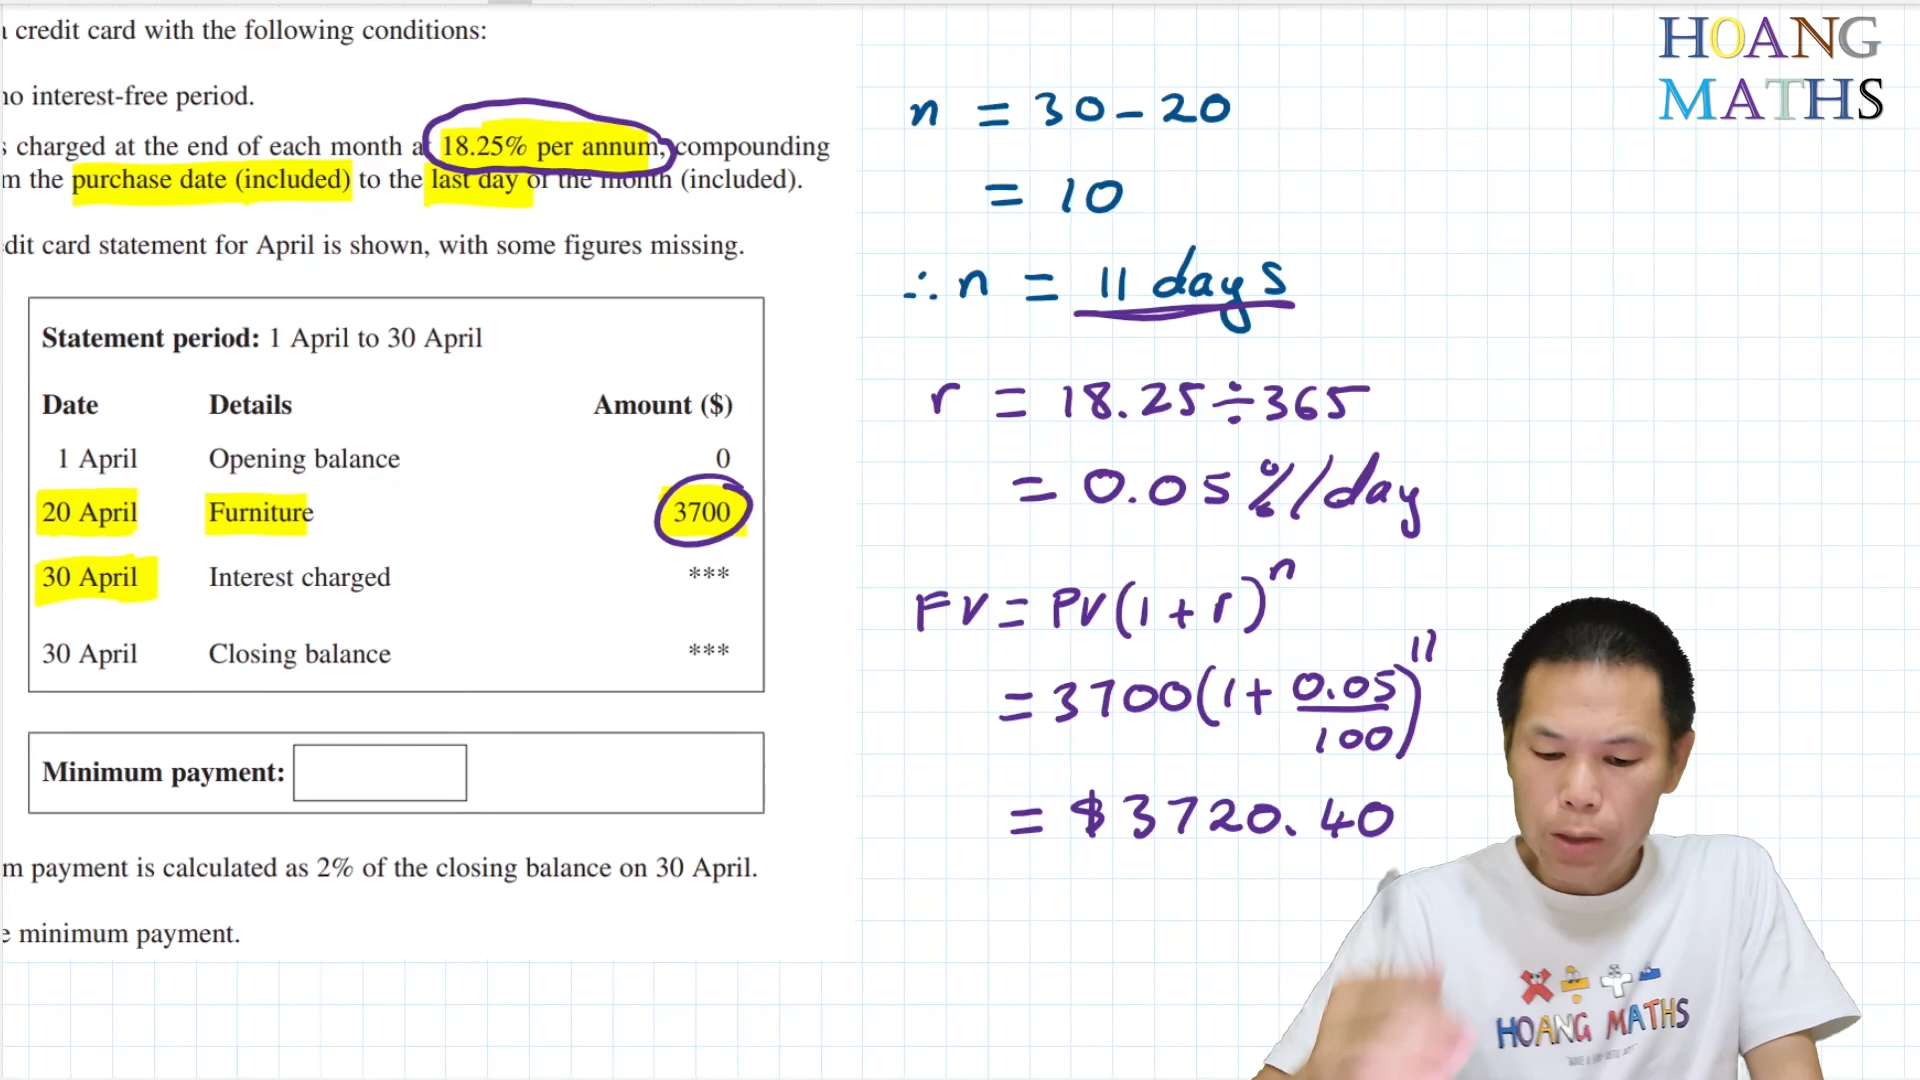 credit card with the following conditions:
no interest-free period.
s charged at the end of each month a 18.25% per annum, compounding
m the purchase date (included) to the last day of the month (included).
dit card statement for April is shown, with some figures missing.
Statement period: 1 April to 30 April
Date Details Amount ($)
1 April Opening balance 0
20 April Furniture 3700
30 April Interest charged ***
30 April Closing balance ***
Minimum payment:
m payment is calculated as 2% of the closing balance on 30 April.
e minimum payment.
n = 30 - 20
= 10
∴ n = 11 days
r = 18.25 ÷ 365
= 0.05 % / day
FV = PV(1 + r)^n
= 3700(1 + 0.05/100)^11
= $3720.40
HOANG
MATHS
HOANG MATHS